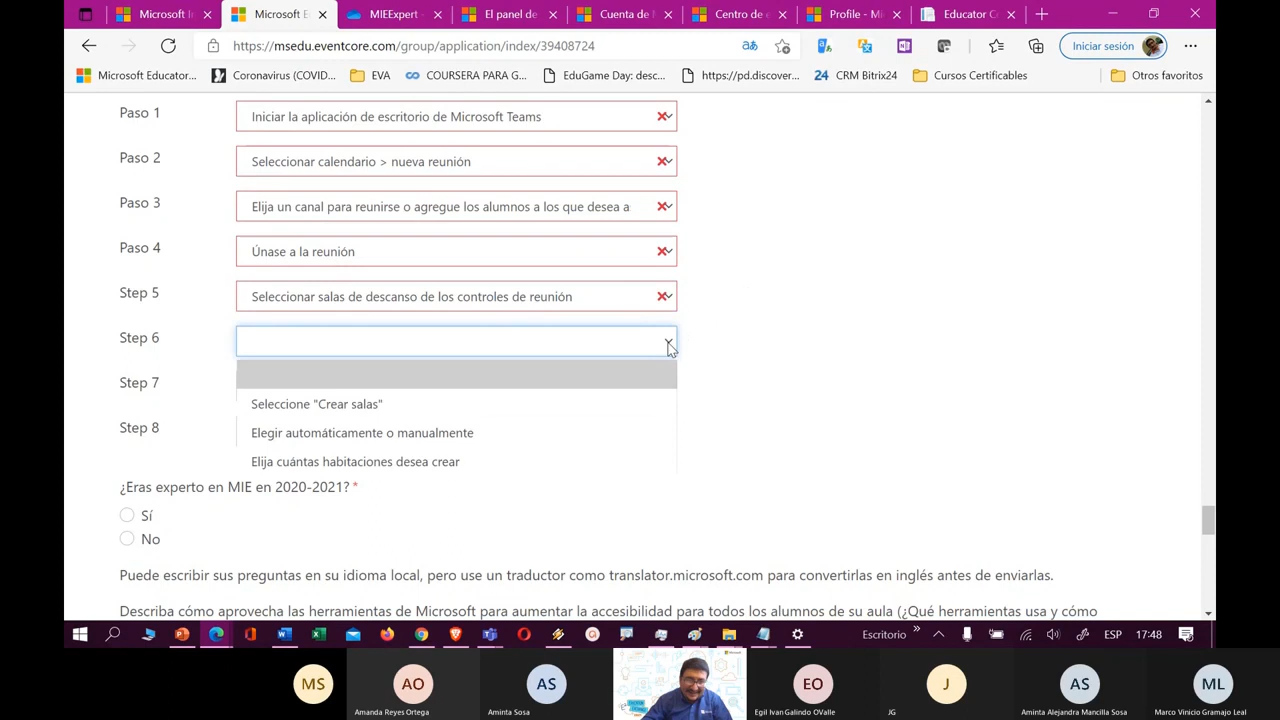 Microsoft I
Microsoft E
MIEExpert -
El panel de
Cuenta de M
Centro de e
Profile - Mi
Educator C
https://msedu.eventcore.com/group/application/index/39408724
Iniciar sesión
Microsoft Educator...
Coronavirus (COVID...
EVA
COURSERA PARA G...
EduGame Day: desc...
https://pd.discover...
24 CRM Bitrix24
Cursos Certificables
Otros favoritos
Paso 1 Iniciar la aplicación de escritorio de Microsoft Teams
Paso 2 Seleccionar calendario > nueva reunión
Paso 3 Elija un canal para reunirse o agregue los alumnos a los que desea a
Paso 4 Únase a la reunión
Step 5 Seleccionar salas de descanso de los controles de reunión
Step 6
Step 7
Seleccione "Crear salas"
Step 8
Elegir automáticamente o manualmente
Elija cuántas habitaciones desea crear
¿Eras experto en MIE en 2020-2021? *
Sí
No
Puede escribir sus preguntas en su idioma local, pero use un traductor como translator.microsoft.com para convertirlas en inglés antes de enviarlas.
Describa cómo aprovecha las herramientas de Microsoft para aumentar la accesibilidad para todos los alumnos de su aula (¿Qué herramientas usa y cómo
Escritorio
ESP
17:48
MS
AO
AS
EO
J
AS
ML
Amanda Reyes Ortega
Aminta Sosa
Egil Ivan Galindo OValle
JG
Aminta Alejandra Mancilla Sosa
Marco Vinicio Gramajo Leal